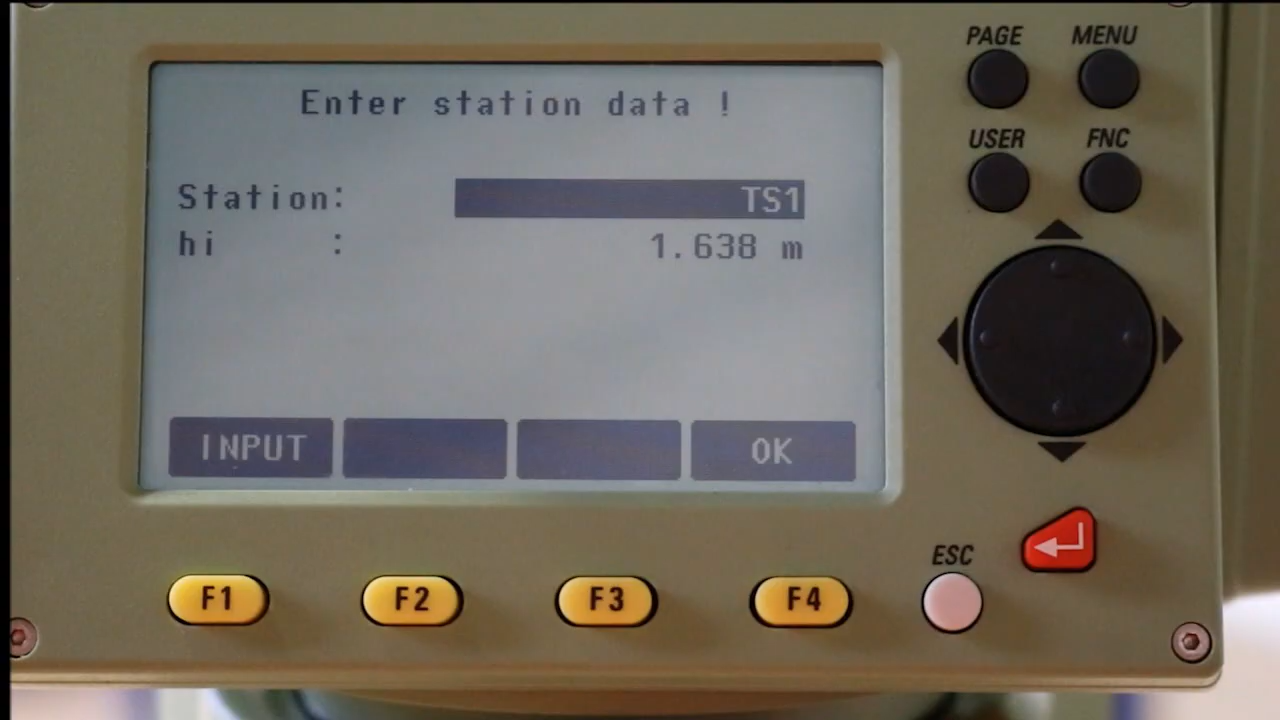 Enter station data !
Station: TS1
hi : 1.638 m
INPUT OK
PAGE MENU
USER FNC
ESC
F1 F2 F3 F4